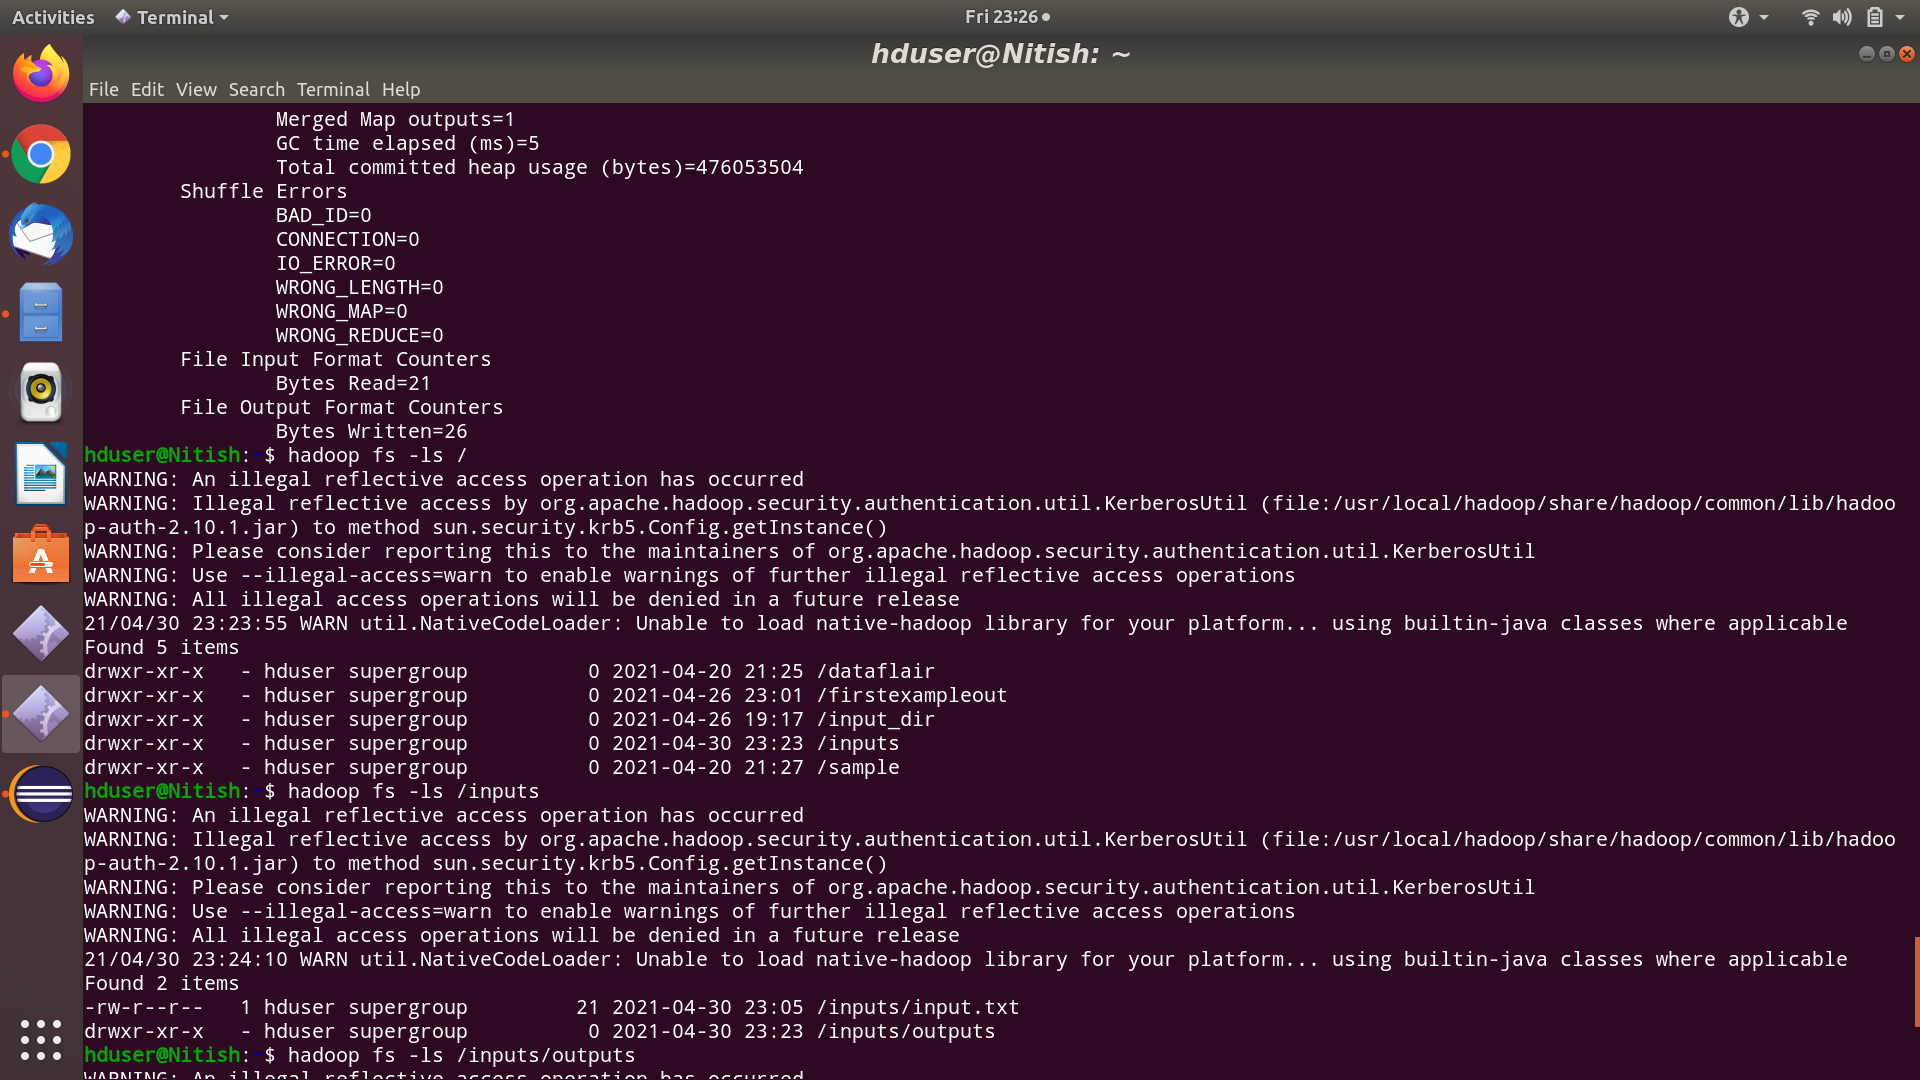 Activities Terminal Fri 23:26
hduser@Nitish: ~
File Edit View Search Terminal Help
Merged Map outputs=1
GC time elapsed (ms)=5
Total committed heap usage (bytes)=476053504
Shuffle Errors
BAD_ID=0
CONNECTION=0
IO_ERROR=0
WRONG_LENGTH=0
WRONG_MAP=0
WRONG_REDUCE=0
File Input Format Counters
Bytes Read=21
File Output Format Counters
Bytes Written=26
hduser@Nitish:~$ hadoop fs -ls /
WARNING: An illegal reflective access operation has occurred
WARNING: Illegal reflective access by org.apache.hadoop.security.authentication.util.KerberosUtil (file:/usr/local/hadoop/share/hadoop/common/lib/hadoo
p-auth-2.10.1.jar) to method sun.security.krb5.Config.getInstance()
WARNING: Please consider reporting this to the maintainers of org.apache.hadoop.security.authentication.util.KerberosUtil
WARNING: Use --illegal-access=warn to enable warnings of further illegal reflective access operations
WARNING: All illegal access operations will be denied in a future release
21/04/30 23:23:55 WARN util.NativeCodeLoader: Unable to load native-hadoop library for your platform... using builtin-java classes where applicable
Found 5 items
drwxr-xr-x   - hduser supergroup          0 2021-04-20 21:25 /dataflair
drwxr-xr-x   - hduser supergroup          0 2021-04-26 23:01 /firstexampleout
drwxr-xr-x   - hduser supergroup          0 2021-04-26 19:17 /input_dir
drwxr-xr-x   - hduser supergroup          0 2021-04-30 23:23 /inputs
drwxr-xr-x   - hduser supergroup          0 2021-04-20 21:27 /sample
hduser@Nitish:~$ hadoop fs -ls /inputs
WARNING: An illegal reflective access operation has occurred
WARNING: Illegal reflective access by org.apache.hadoop.security.authentication.util.KerberosUtil (file:/usr/local/hadoop/share/hadoop/common/lib/hadoo
p-auth-2.10.1.jar) to method sun.security.krb5.Config.getInstance()
WARNING: Please consider reporting this to the maintainers of org.apache.hadoop.security.authentication.util.KerberosUtil
WARNING: Use --illegal-access=warn to enable warnings of further illegal reflective access operations
WARNING: All illegal access operations will be denied in a future release
21/04/30 23:24:10 WARN util.NativeCodeLoader: Unable to load native-hadoop library for your platform... using builtin-java classes where applicable
Found 2 items
-rw-r--r--   1 hduser supergroup         21 2021-04-30 23:05 /inputs/input.txt
drwxr-xr-x   - hduser supergroup          0 2021-04-30 23:23 /inputs/outputs
hduser@Nitish:~$ hadoop fs -ls /inputs/outputs
WARNING: An illegal reflective access operation has occurred